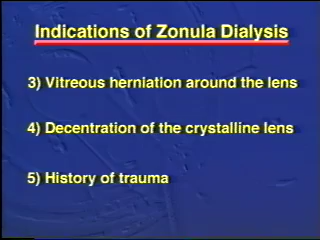 Indications of Zonula Dialysis
3) Vitreous herniation around the lens
4) Decentration of the crystalline lens
5) History of trauma